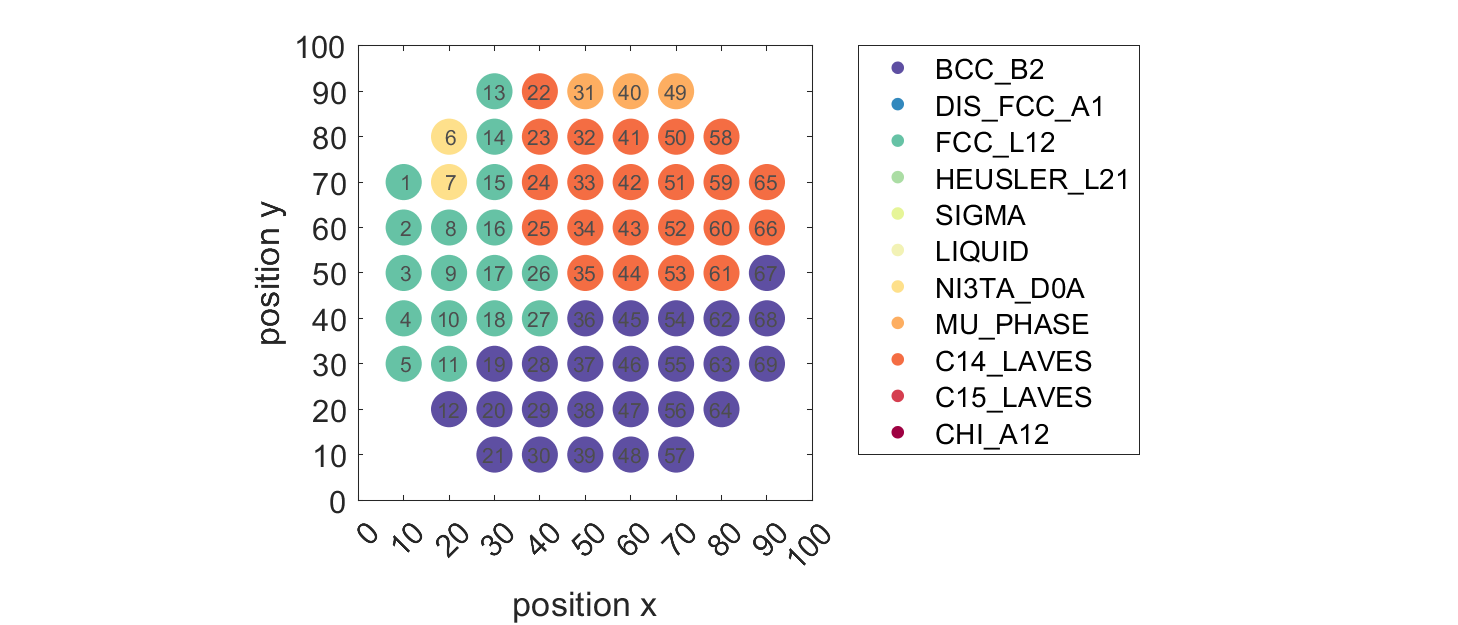 100
90 13 22 31 40 49
80 6 14 23 32 41 50 58
70 1 7 15 24 33 42 51 59 65
60 2 8 16 25 34 43 52 60 66
50 3 9 17 26 35 44 53 61 67
40 4 10 18 27 36 45 54 62 68
30 5 11 19 28 37 46 55 63 69
20 12 20 29 38 47 56 64
10 21 30 39 48 57
0
position y
0 10 20 30 40 50 60 70 80 90 100
position x
BCC_B2
DIS_FCC_A1
FCC_L12
HEUSLER_L21
SIGMA
LIQUID
NI3TA_D0A
MU_PHASE
C14_LAVES
C15_LAVES
CHI_A12